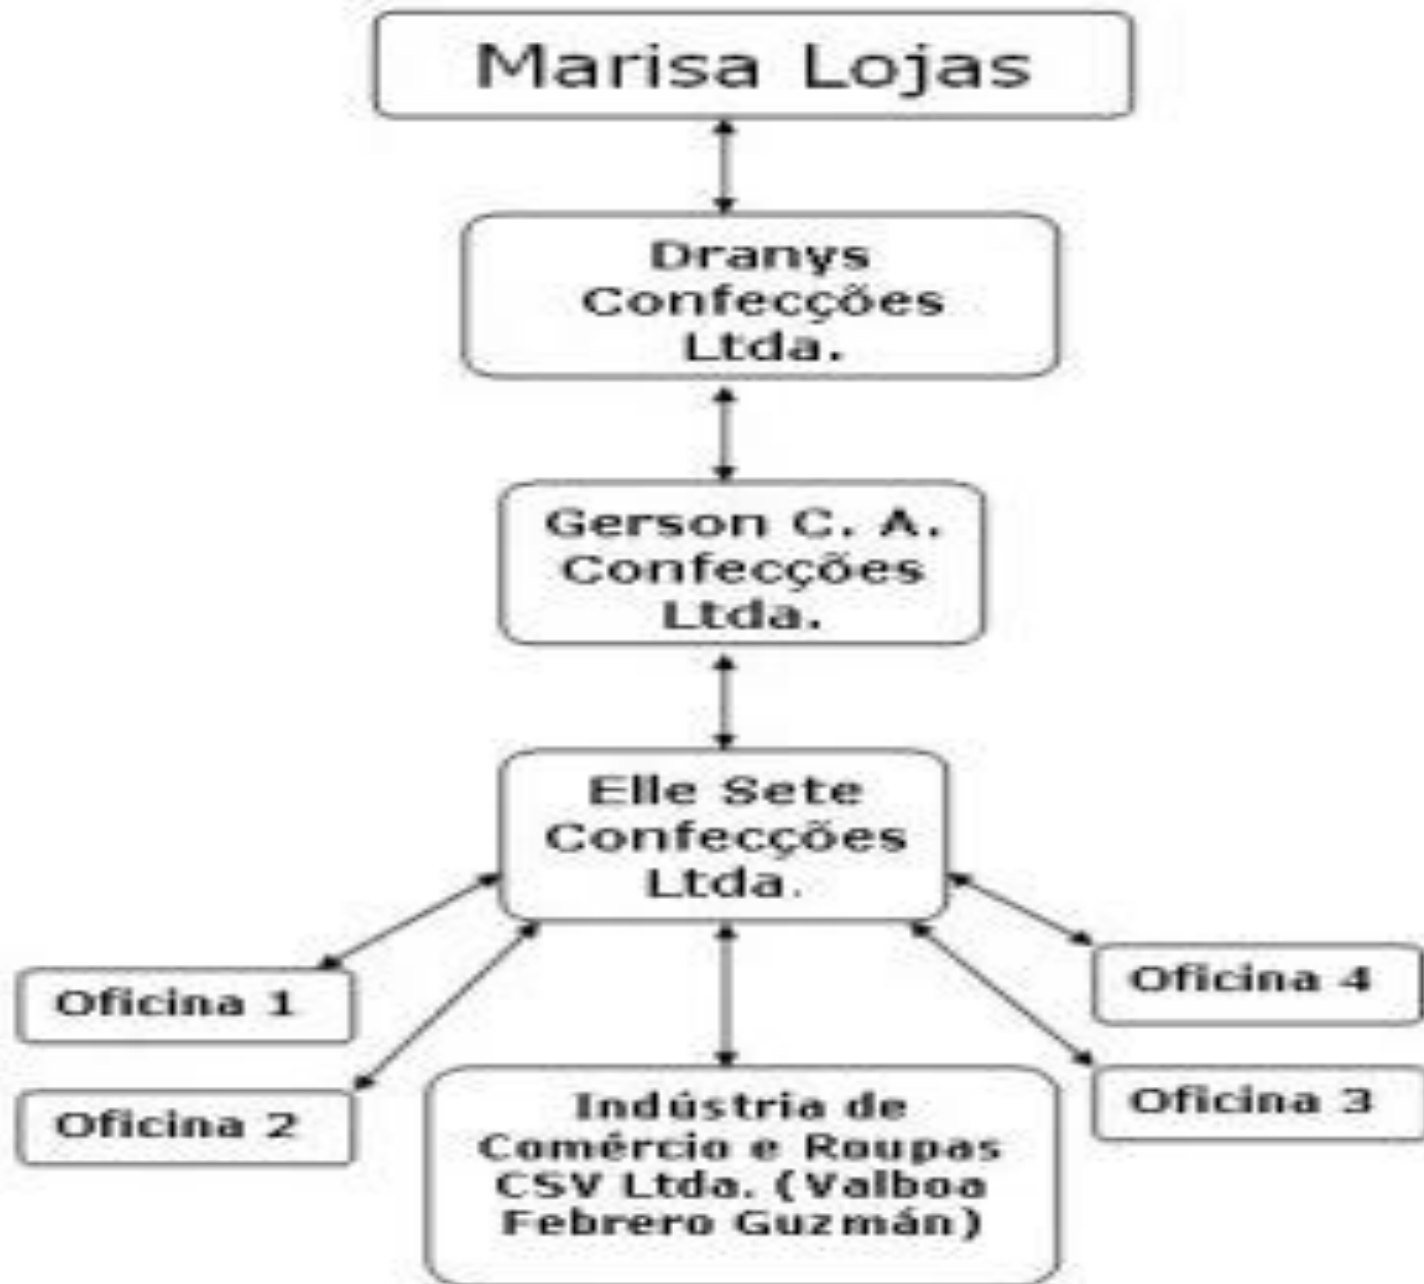 Marisa Lojas
Dranys
Confecções
Ltda.
Gerson C. A.
Confecções
Ltda.
Elle Sete
Confecções
Ltda.
Oficina 1
Oficina 2
Indústria de
Comércio e Roupas
CSV Ltda. (Valboa
Febrero Guzmán)
Oficina 4
Oficina 3